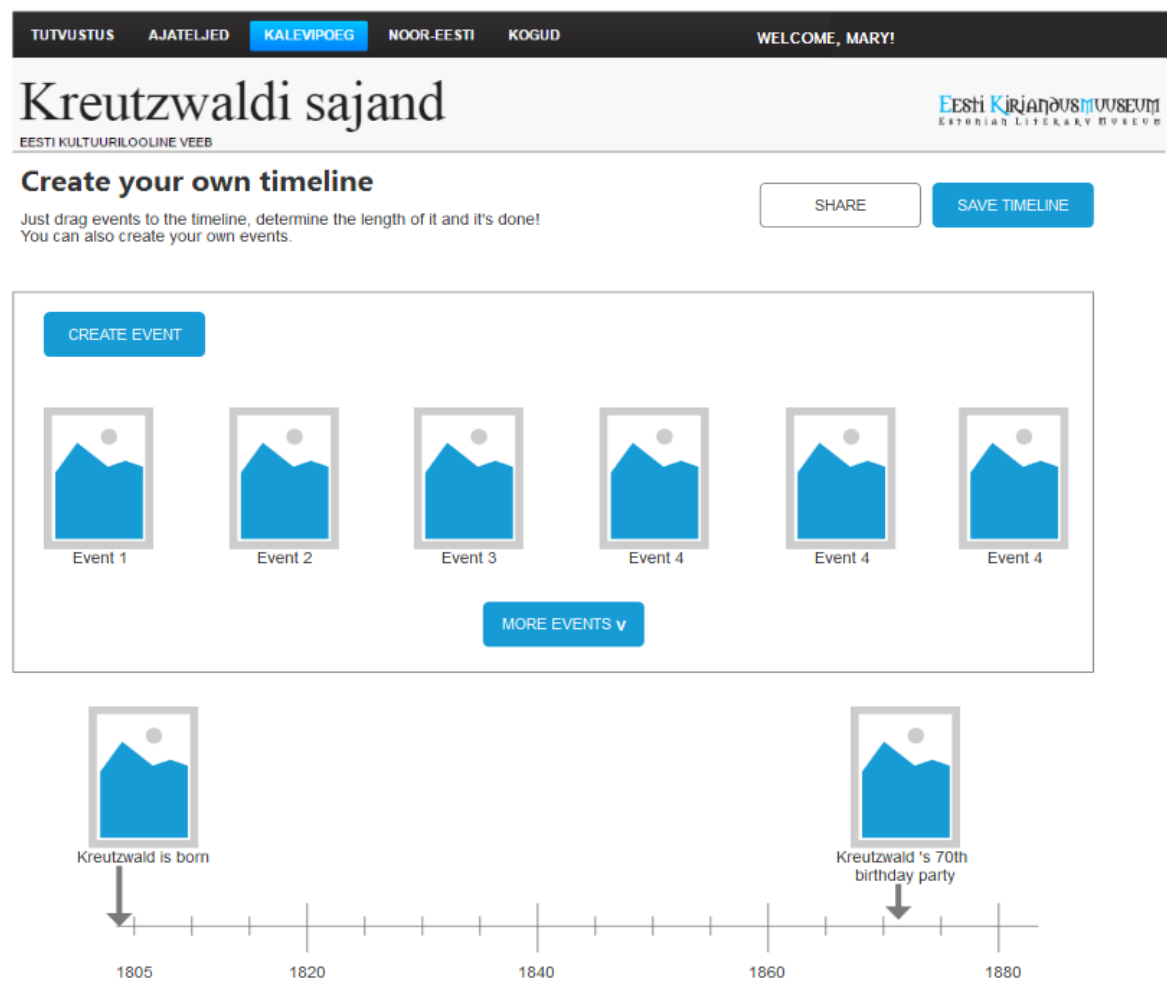 TUTVUSTUS AJATELJED KALEVIPOEG NOOR-EESTI KOGUD WELCOME, MARY!
Kreutzwaldi sajand
EESTI KULTUURILOOLINE VEEB
EESTI KIRJANDUSMUUSEUM
ESTONIAN LITERARY MUSEUM
Create your own timeline
Just drag events to the timeline, determine the length of it and it's done!
You can also create your own events.
SHARE SAVE TIMELINE
CREATE EVENT
Event 1 Event 2 Event 3 Event 4 Event 4 Event 4
MORE EVENTS v
Kreutzwald is born
Kreutzwald 's 70th
birthday party
1805 1820 1840 1860 1880